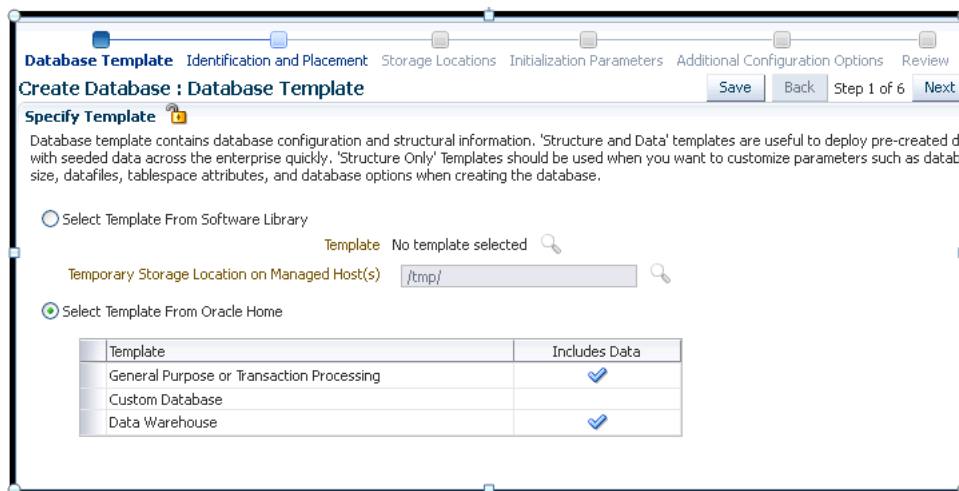 Database Template Identification and Placement Storage Locations Initialization Parameters Additional Configuration Options Review
Create Database : Database Template Save Back Step 1 of 6 Next
Specify Template
Database template contains database configuration and structural information. 'Structure and Data' templates are useful to deploy pre-created
with seeded data across the enterprise quickly. 'Structure Only' Templates should be used when you want to customize parameters such as
size, datafiles, tablespace attributes, and database options when creating the database.
Select Template From Software Library
Template No template selected
Temporary Storage Location on Managed Host(s) /tmp/
Select Template From Oracle Home
Template Includes Data
General Purpose or Transaction Processing
Custom Database
Data Warehouse